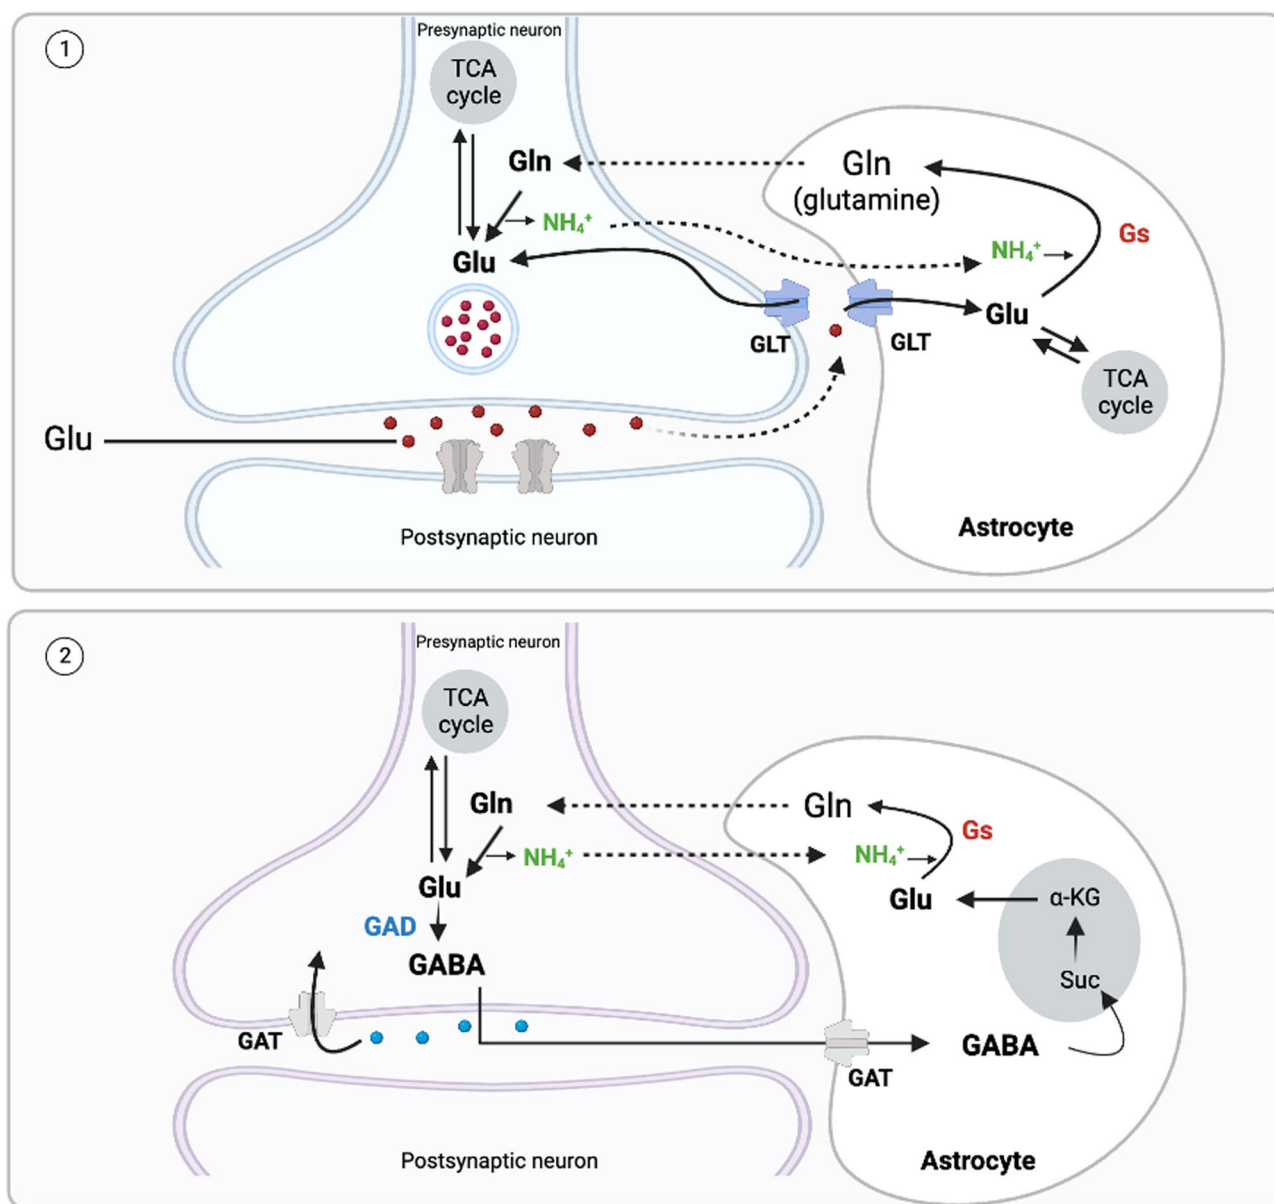 1
Presynaptic neuron
TCA
cycle
Gln
Gln
(glutamine)
NH₄⁺
NH₄⁺
Gs
Glu
Glu
GLT
GLT
TCA
cycle
Glu
Astrocyte
Postsynaptic neuron
2
Presynaptic neuron
TCA
cycle
Gln
Gln
Gs
NH₄⁺
NH₄⁺
Glu
Glu
α-KG
GAD
GABA
Suc
GAT
GABA
GAT
Postsynaptic neuron
Astrocyte